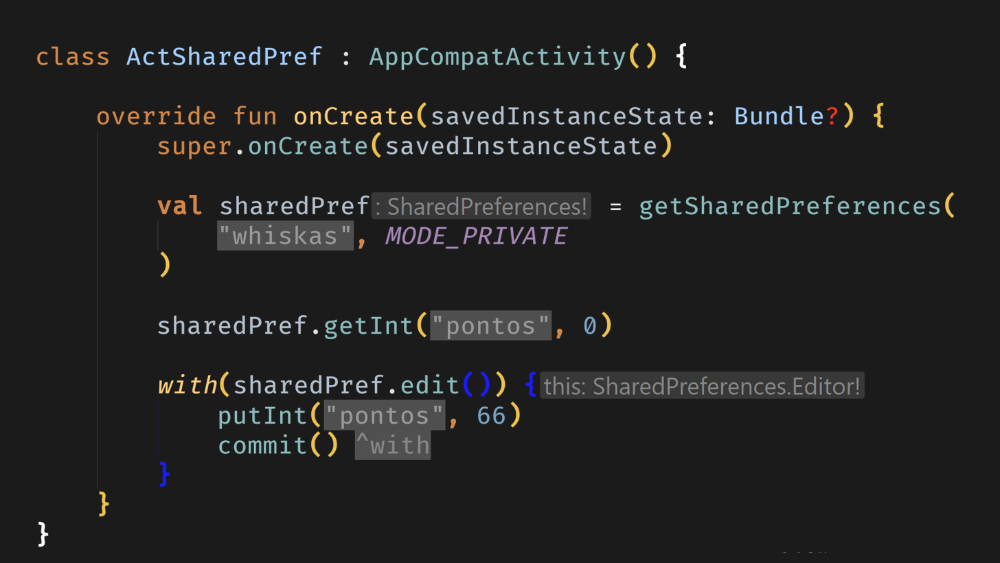 class ActSharedPref : AppCompatActivity() {
override fun onCreate(savedInstanceState: Bundle?) {
super.onCreate(savedInstanceState)
val sharedPref : SharedPreferences! = getSharedPreferences(
"whiskas", MODE_PRIVATE
)
sharedPref.getInt("pontos", 0)
with(sharedPref.edit()) { this: SharedPreferences.Editor!
putInt("pontos", 66)
commit() ^with
}
}
}